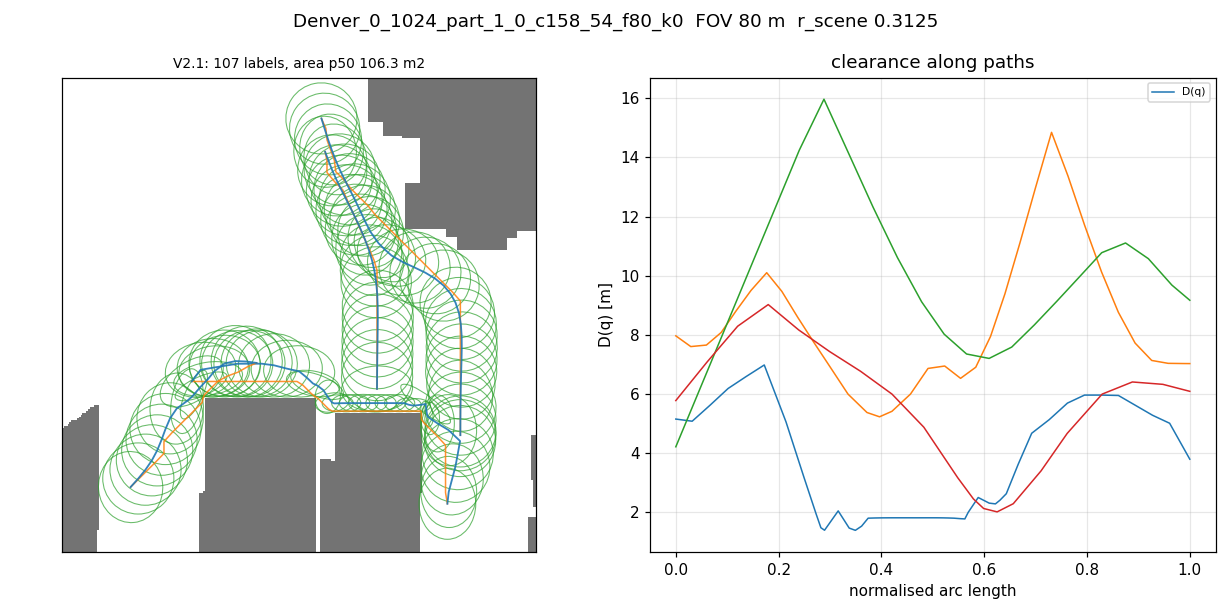 Denver_0_1024_part_1_0_c158_54_f80_k0  FOV 80 m  r_scene 0.3125
V2.1: 107 labels, area p50 106.3 m2
clearance along paths
D(q)
16
14
12
10
8
6
4
2
D(q) [m]
0.0
0.2
0.4
0.6
0.8
1.0
normalised arc length